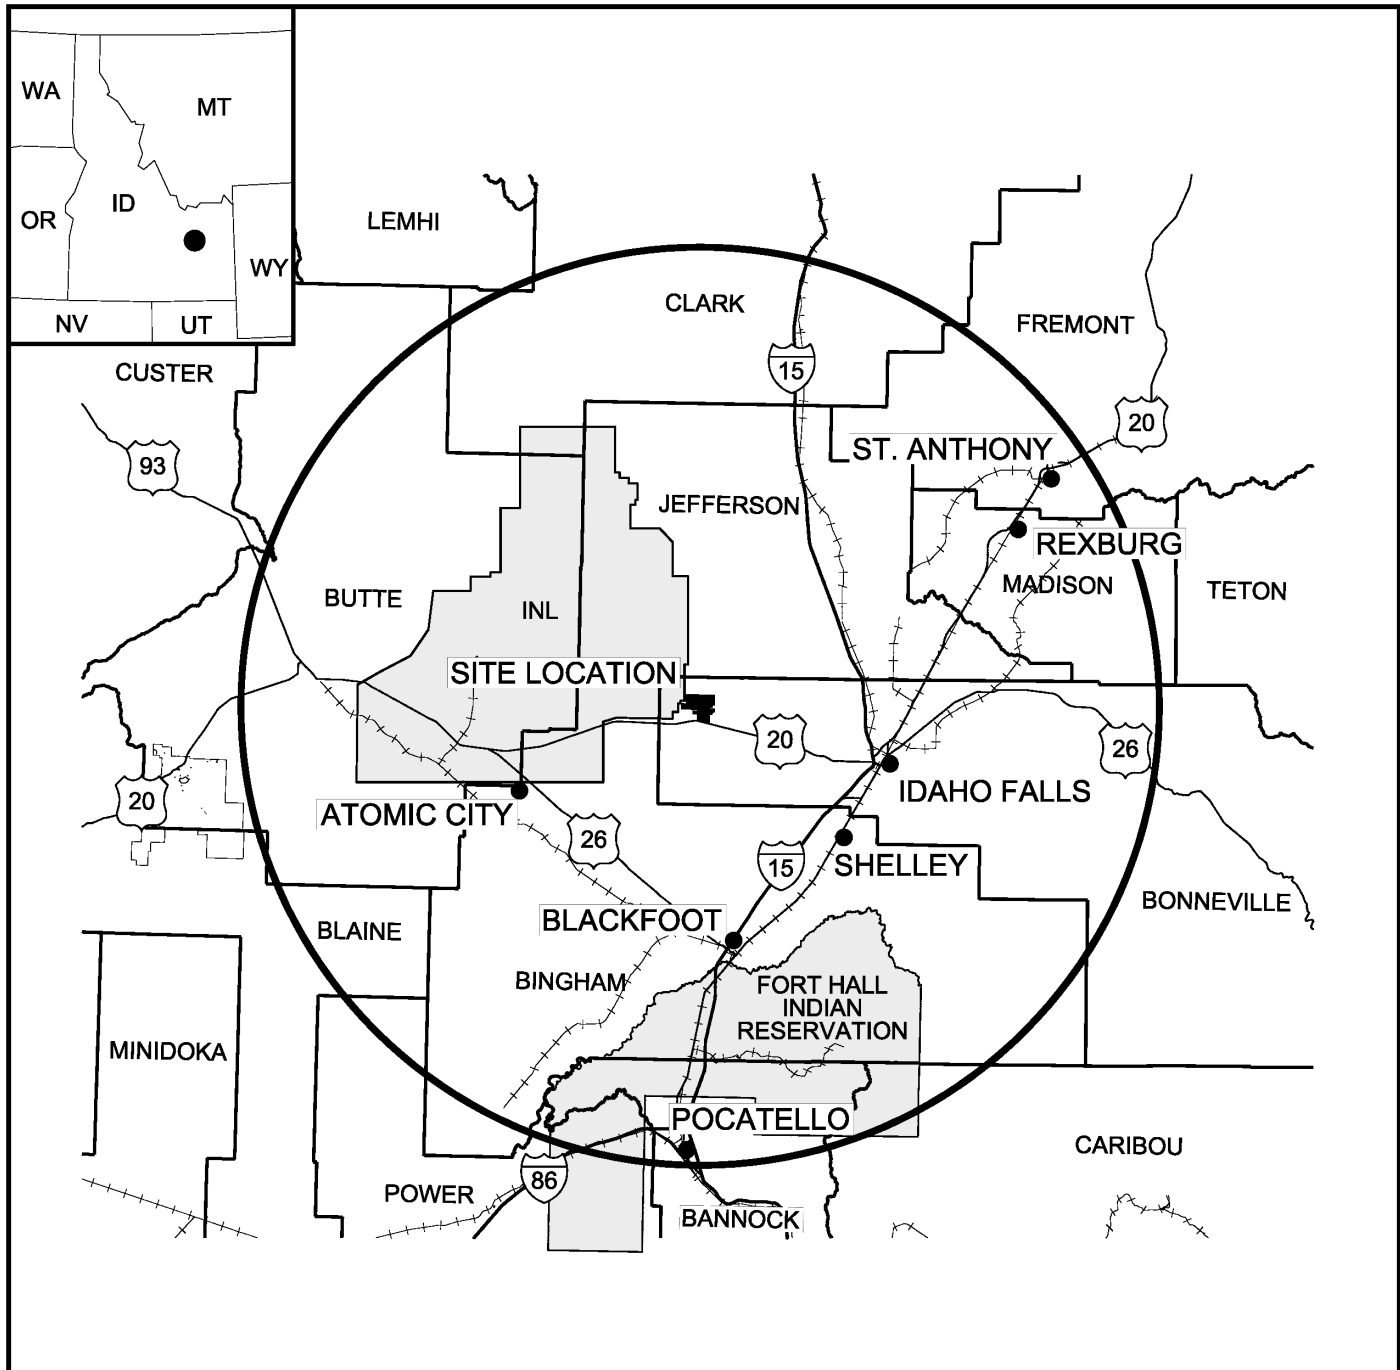 WA
MT
OR
ID
WY
NV
UT
LEMHI
CLARK
FREMONT
15
CUSTER
20
93
ST. ANTHONY
JEFFERSON
REXBURG
MADISON
TETON
BUTTE
INL
SITE LOCATION
20
26
20
IDAHO FALLS
ATOMIC CITY
26
15
SHELLEY
BONNEVILLE
BLACKFOOT
BLAINE
BINGHAM
FORT HALL
INDIAN
RESERVATION
MINIDOKA
POCATELLO
CARIBOU
86
POWER
BANNOCK